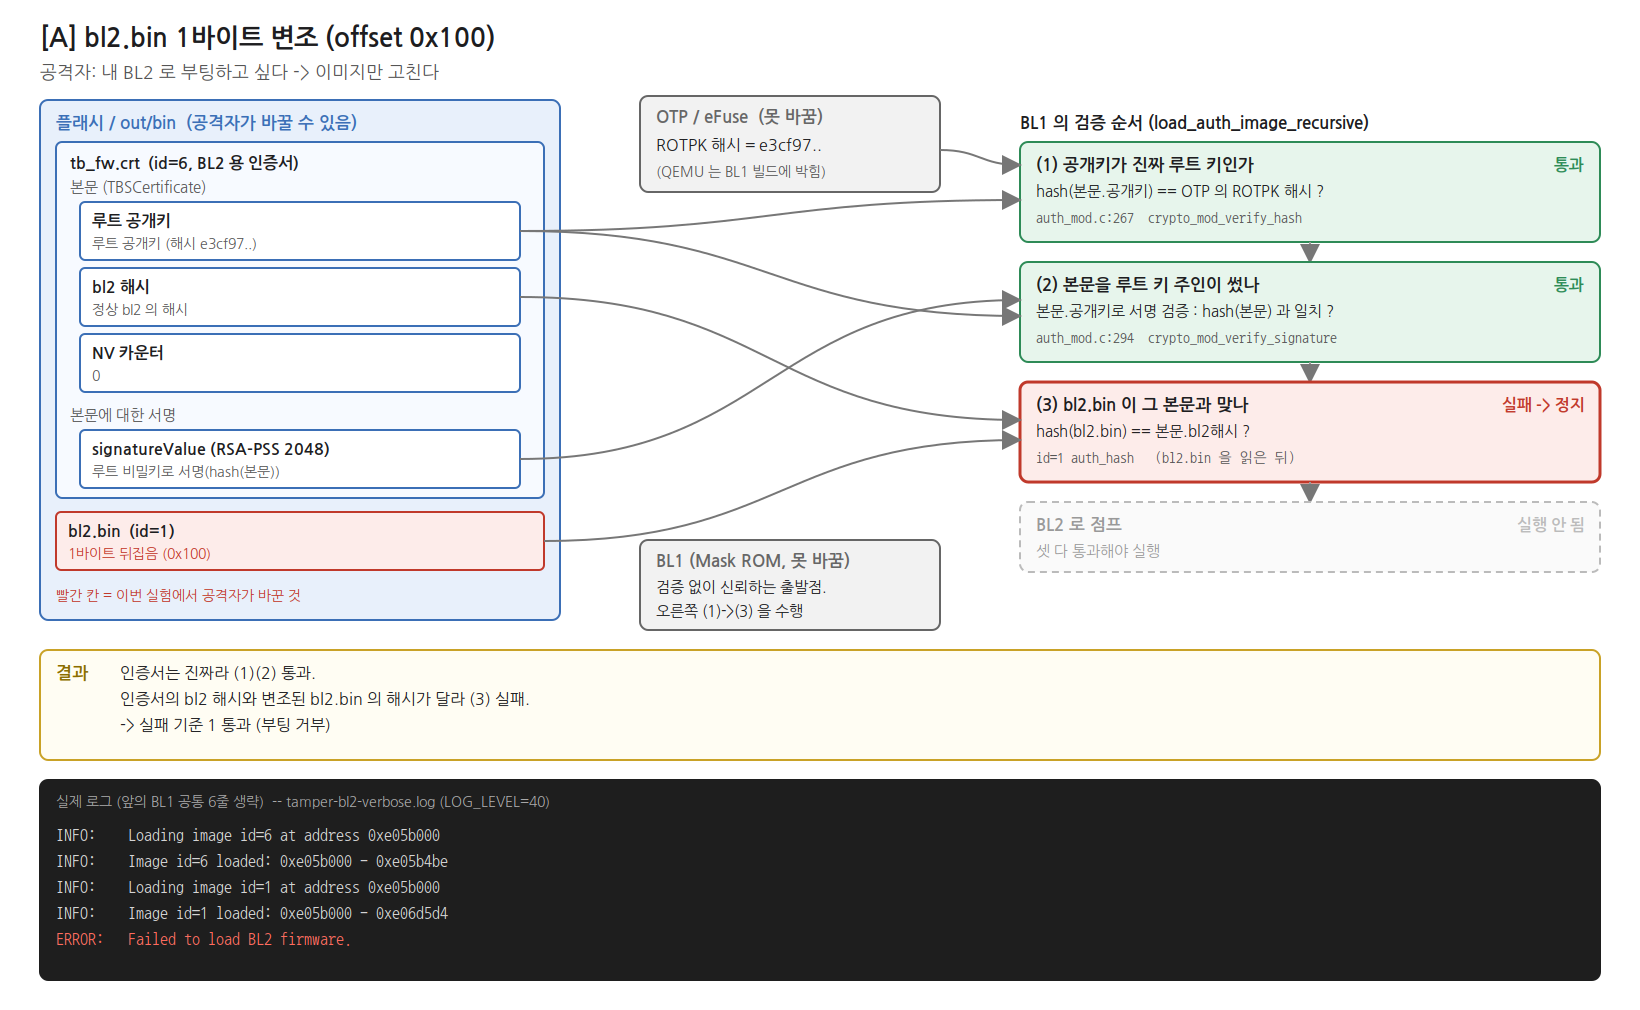 [A] bl2.bin 1바이트 변조 (offset 0x100)
공격자: 내 BL2 로 부팅하고 싶다 -> 이미지만 고친다
플래시 / out/bin  (공격자가 바꿀 수 있음)
tb_fw.crt  (id=6, BL2 용 인증서)
본문 (TBSCertificate)
루트 공개키
루트 공개키 (해시 e3cf97..)
bl2 해시
정상 bl2 의 해시
NV 카운터
0
본문에 대한 서명
signatureValue (RSA-PSS 2048)
루트 비밀키로 서명(hash(본문))
bl2.bin  (id=1)
1바이트 뒤집음 (0x100)
빨간 칸 = 이번 실험에서 공격자가 바꾼 것
OTP / eFuse  (못 바꿈)
ROTPK 해시 = e3cf97..
(QEMU 는 BL1 빌드에 박힘)
BL1 (Mask ROM, 못 바꿈)
검증 없이 신뢰하는 출발점.
오른쪽 (1)->(3) 을 수행
BL1 의 검증 순서 (load_auth_image_recursive)
(1) 공개키가 진짜 루트 키인가 통과
hash(본문.공개키) == OTP 의 ROTPK 해시 ?
auth_mod.c:267  crypto_mod_verify_hash
(2) 본문을 루트 키 주인이 썼나 통과
본문.공개키로 서명 검증 : hash(본문) 과 일치 ?
auth_mod.c:294  crypto_mod_verify_signature
(3) bl2.bin 이 그 본문과 맞나 실패 -> 정지
hash(bl2.bin) == 본문.bl2해시 ?
id=1 auth_hash  (bl2.bin 을 읽은 뒤)
BL2 로 점프 실행 안 됨
셋 다 통과해야 실행
결과 인증서는 진짜라 (1)(2) 통과.
인증서의 bl2 해시와 변조된 bl2.bin 의 해시가 달라 (3) 실패.
-> 실패 기준 1 통과 (부팅 거부)
실제 로그 (앞의 BL1 공통 6줄 생략)  -- tamper-bl2-verbose.log (LOG_LEVEL=40)
INFO:    Loading image id=6 at address 0xe05b000
INFO:    Image id=6 loaded: 0xe05b000 - 0xe05b4be
INFO:    Loading image id=1 at address 0xe05b000
INFO:    Image id=1 loaded: 0xe05b000 - 0xe06d5d4
ERROR:   Failed to load BL2 firmware.